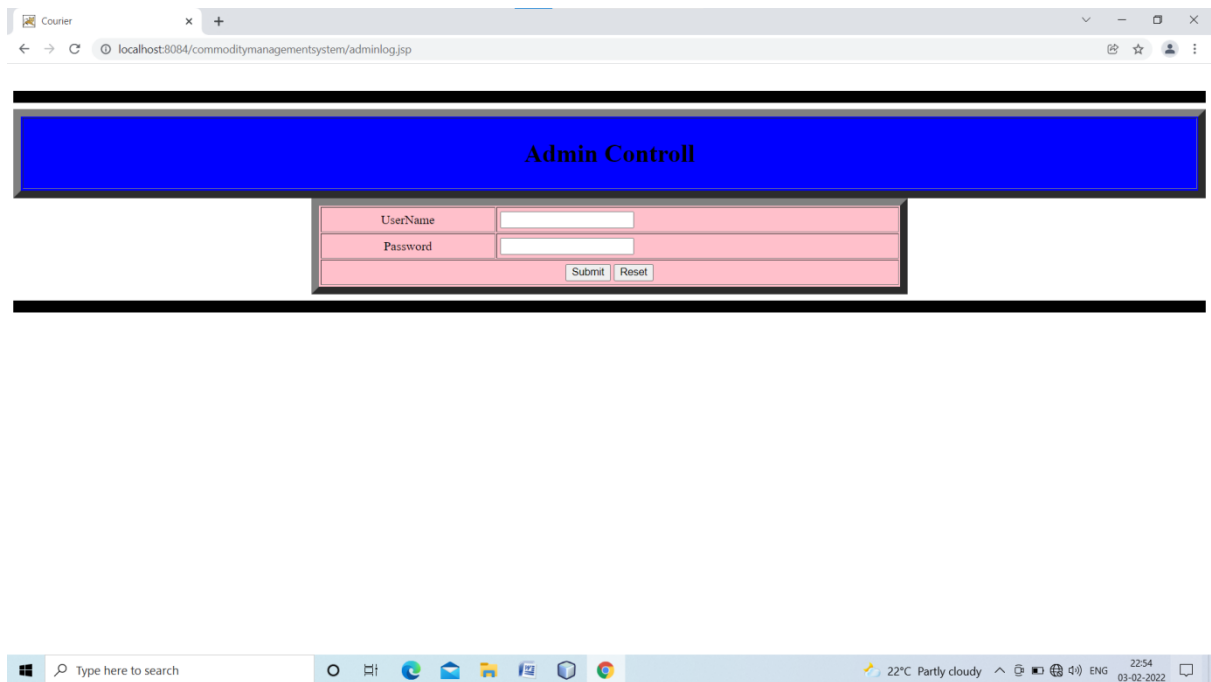 Courier
localhost:8084/commoditymanagementsystem/adminlog.jsp
Admin Controll
UserName
Password
Submit Reset
Type here to search
22°C Partly cloudy ENG 22:54
03-02-2022